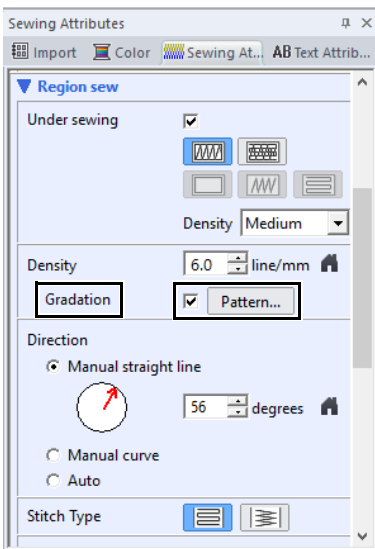 Sewing Attributes
Import Color Sewing At... AB Text Attrib...
Region sew
Under sewing
Density Medium
Density 6.0 line/mm
Gradation Pattern...
Direction
Manual straight line
56 degrees
Manual curve
Auto
Stitch Type